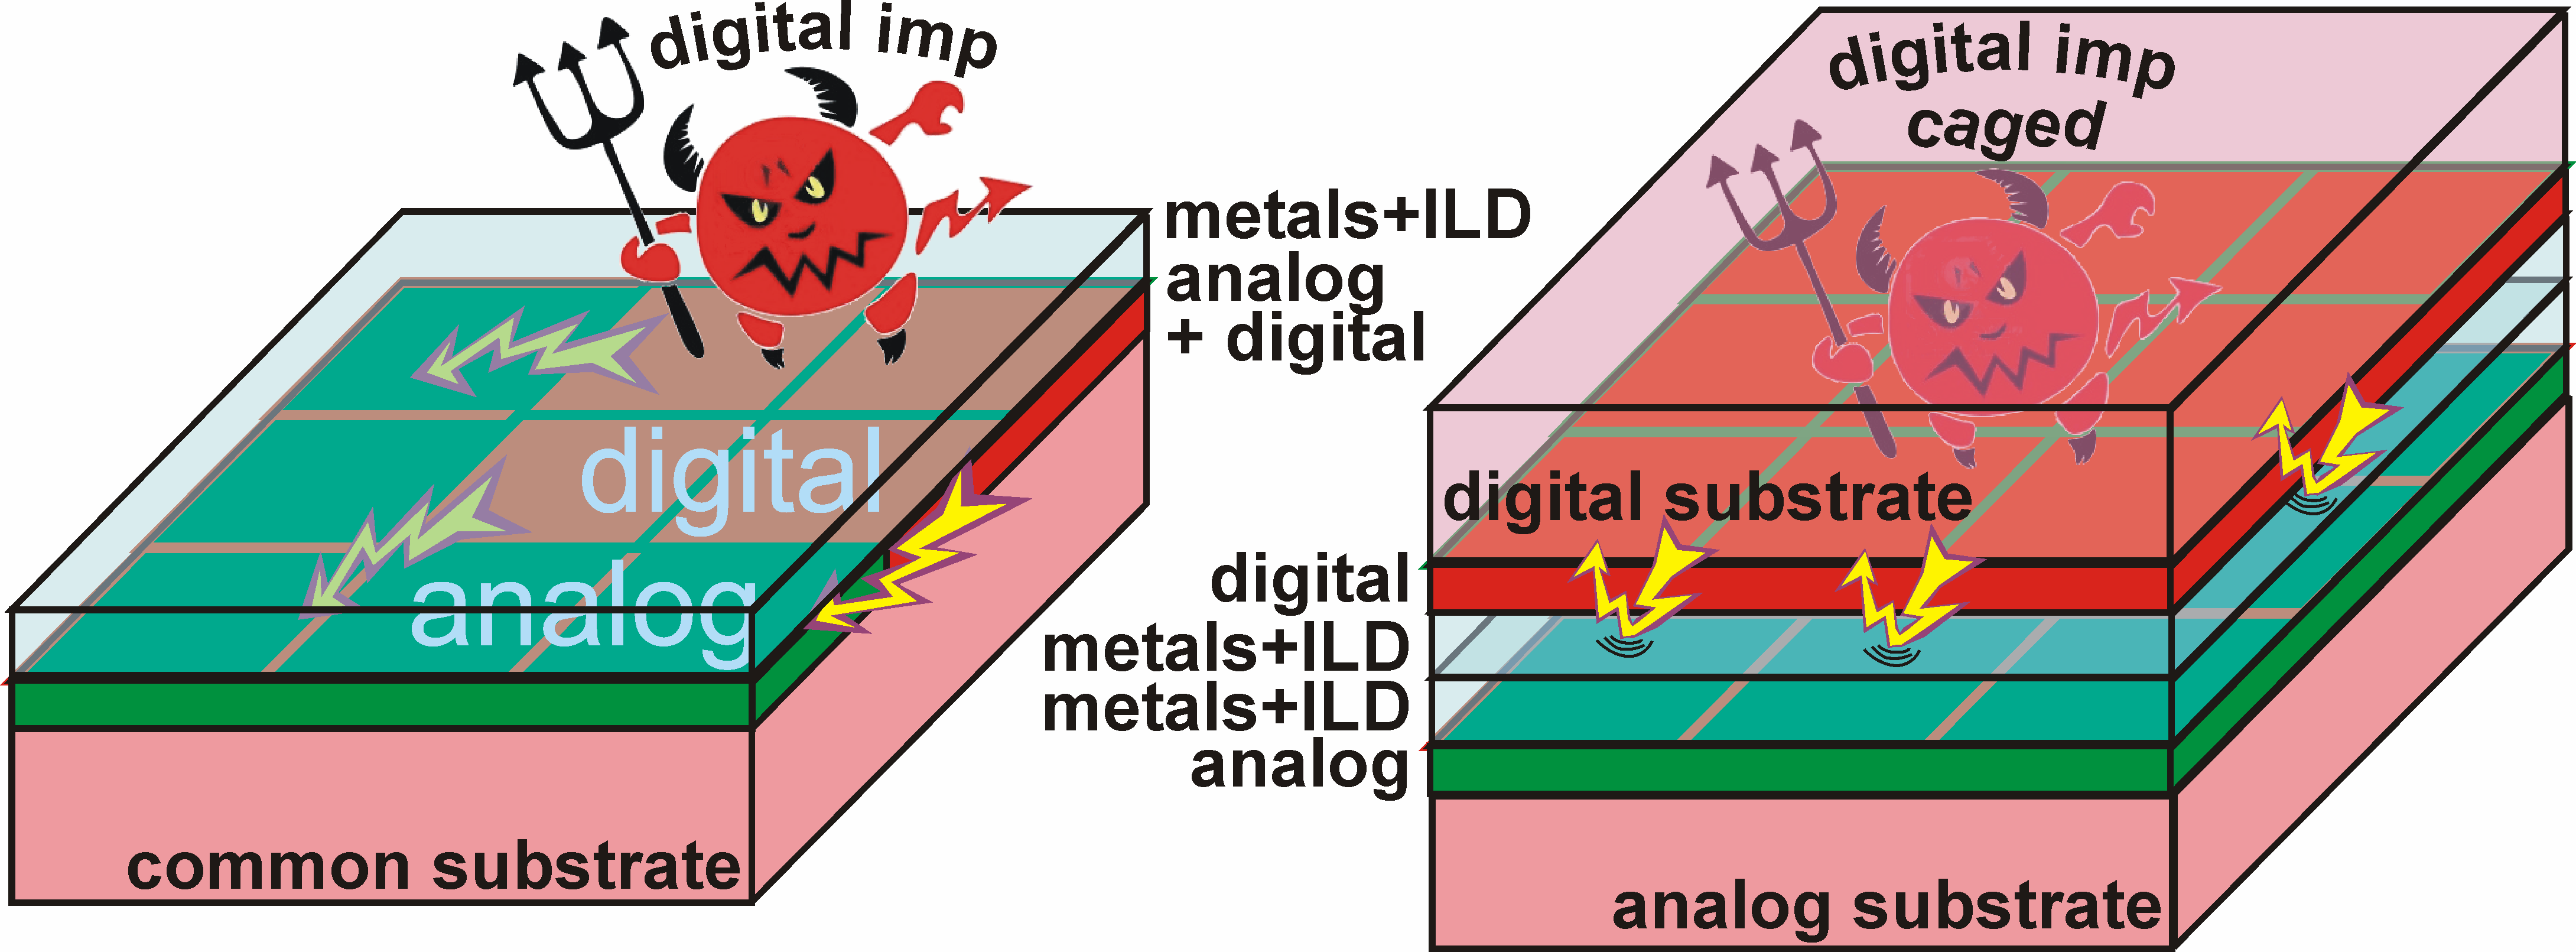 digital imp
metals+ILD
analog
+ digital
digital
analog
common substrate
digital imp
caged
digital substrate
digital
metals+ILD
metals+ILD
analog
analog substrate